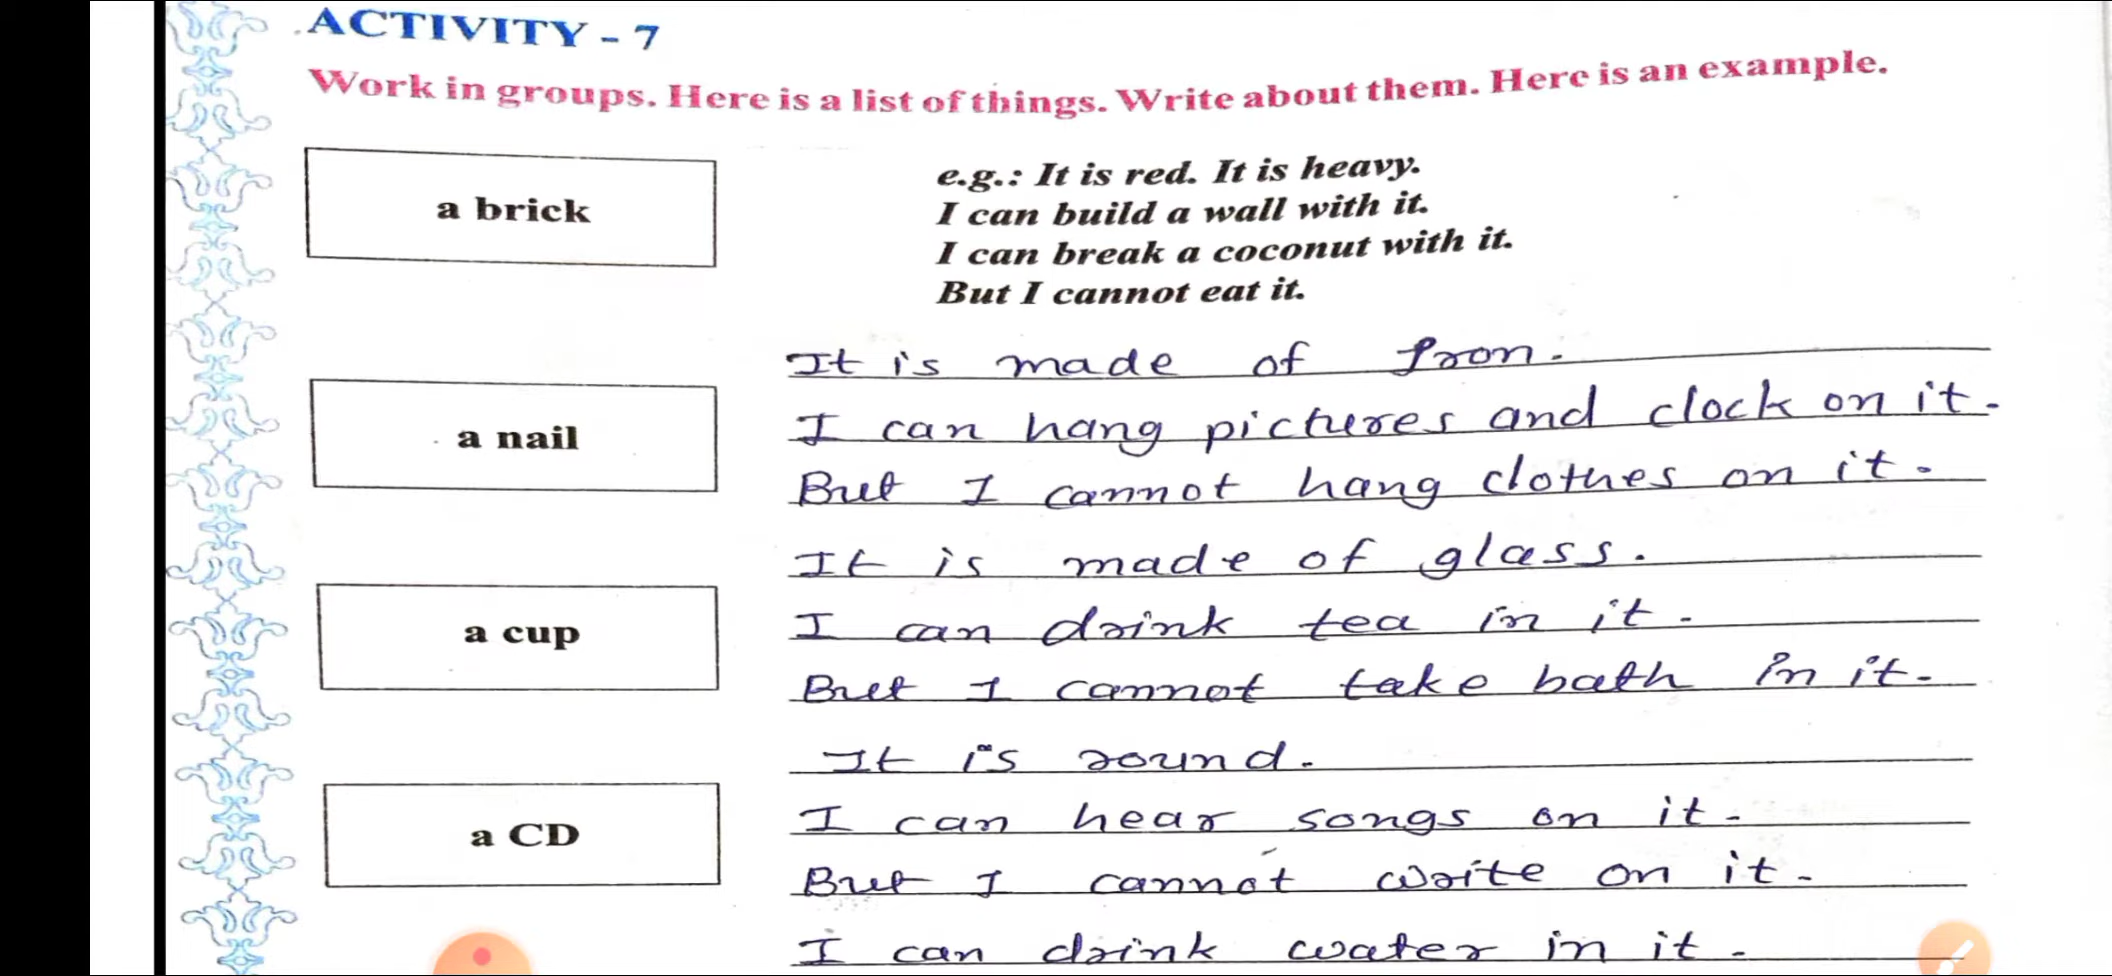 ACTIVITY - 7
Work in groups. Here is a list of things. Write about them. Here is an example.
a brick
e.g.: It is red. It is heavy.
I can build a wall with it.
I can break a coconut with it.
But I cannot eat it.
a nail
It is made of Iron.
I can hang pictures and clock on it.
But I cannot hang clothes on it.
a cup
It is made of glass.
I can drink tea in it.
But I cannot take bath in it.
a CD
It is round.
I can hear songs on it.
But I cannot write on it.
I can drink water in it.